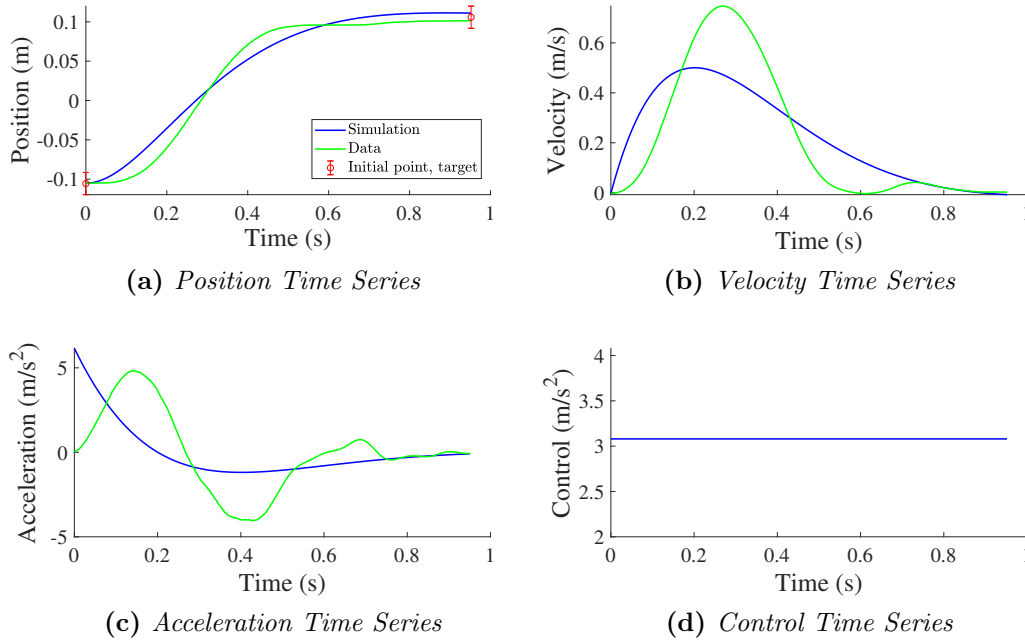 0.1
0.05
0
-0.05
-0.1
Position (m)
Simulation
Data
Initial point, target
0 0.2 0.4 0.6 0.8 1
Time (s)
(a) Position Time Series
0.6
0.4
0.2
0
Velocity (m/s)
0 0.2 0.4 0.6 0.8 1
Time (s)
(b) Velocity Time Series
5
0
-5
Acceleration (m/s²)
0 0.2 0.4 0.6 0.8 1
Time (s)
(c) Acceleration Time Series
4
3.5
3
2.5
2
Control (m/s²)
0 0.2 0.4 0.6 0.8 1
Time (s)
(d) Control Time Series